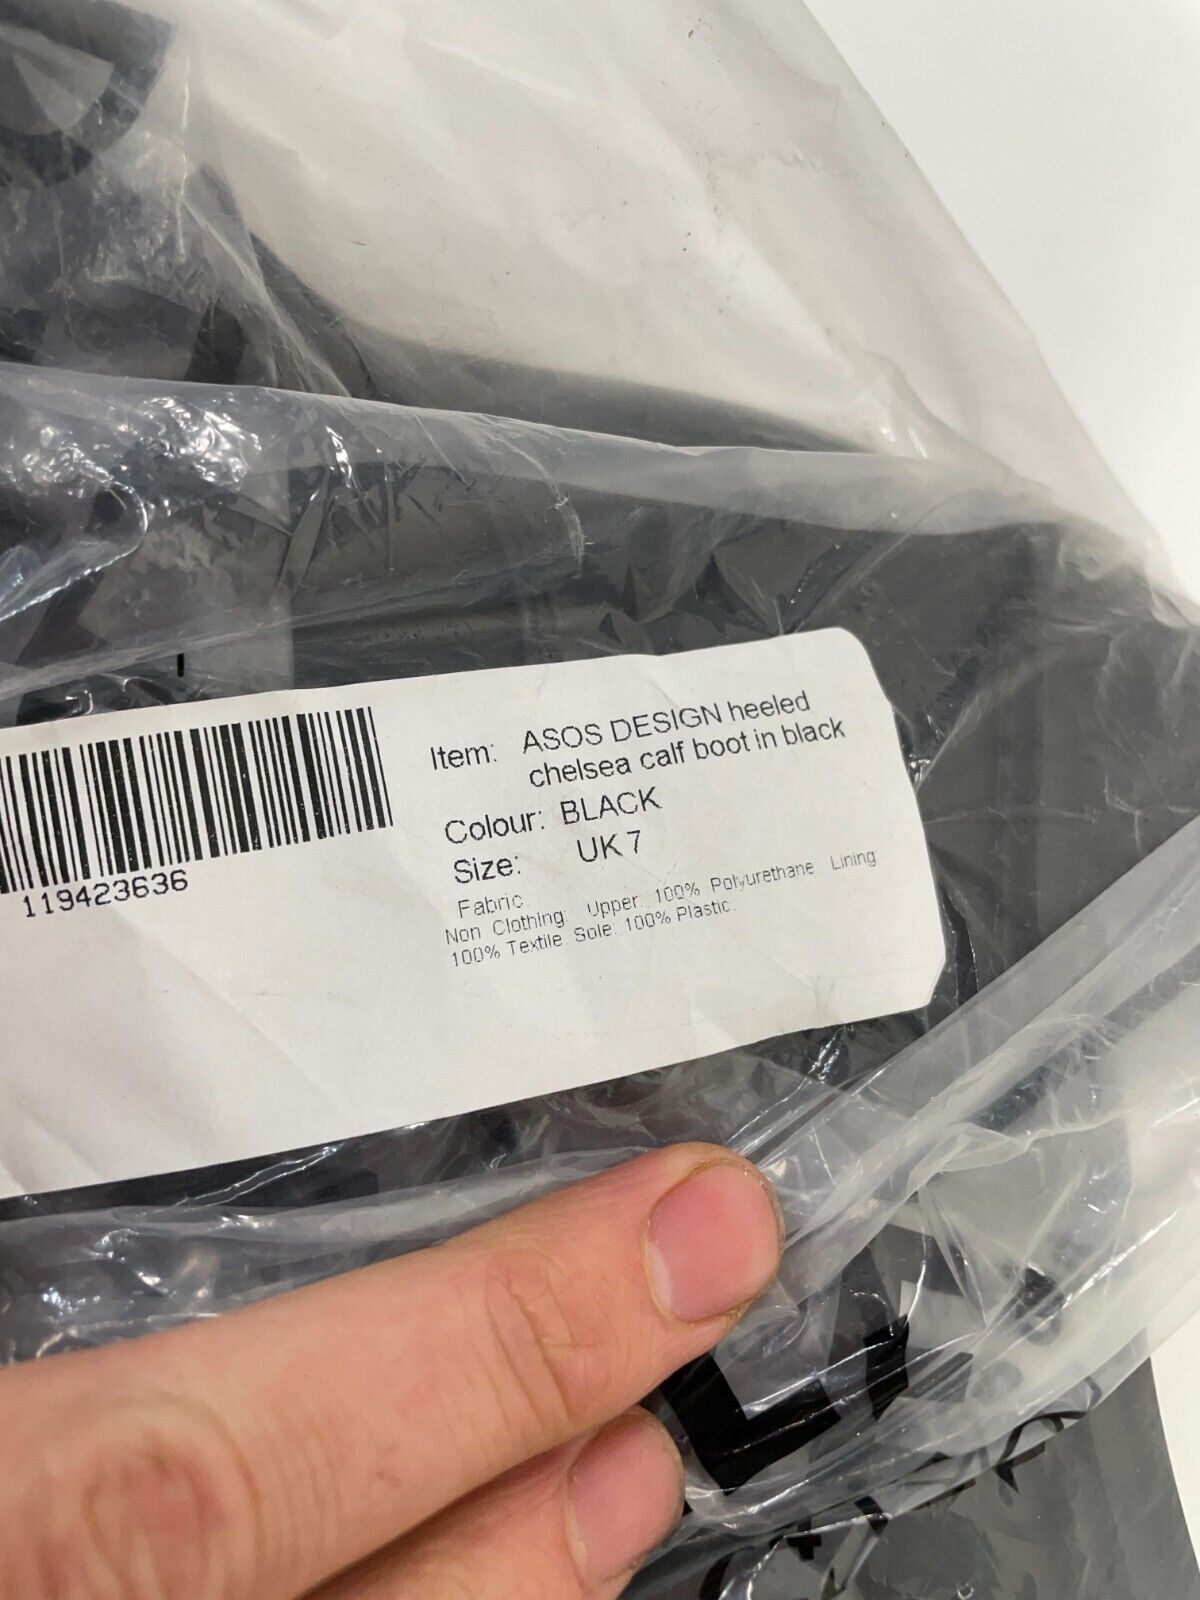 Item: ASOS DESIGN heeled
chelsea calf boot in black
Colour: BLACK
Size: UK 7
Fabric:
Non Clothing Upper: 100% Polyurethane. Lining:
100% Textile Sole: 100% Plastic.
119423636